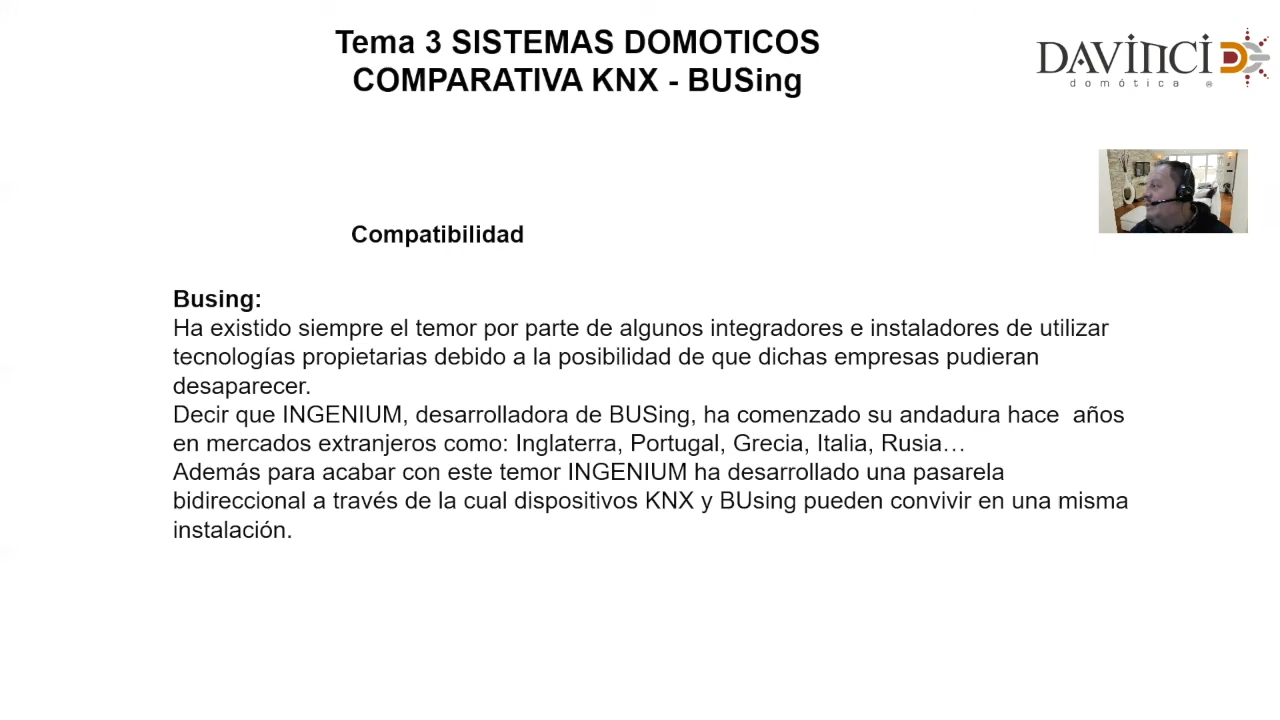 Tema 3 SISTEMAS DOMOTICOS
COMPARATIVA KNX - BUSing
DAVINCI
domótica ®
Compatibilidad
Busing:
Ha existido siempre el temor por parte de algunos integradores e instaladores de utilizar
tecnologías propietarias debido a la posibilidad de que dichas empresas pudieran
desaparecer.
Decir que INGENIUM, desarrolladora de BUSing, ha comenzado su andadura hace  años
en mercados extranjeros como: Inglaterra, Portugal, Grecia, Italia, Rusia…
Además para acabar con este temor INGENIUM ha desarrollado una pasarela
bidireccional a través de la cual dispositivos KNX y BUsing pueden convivir en una misma
instalación.